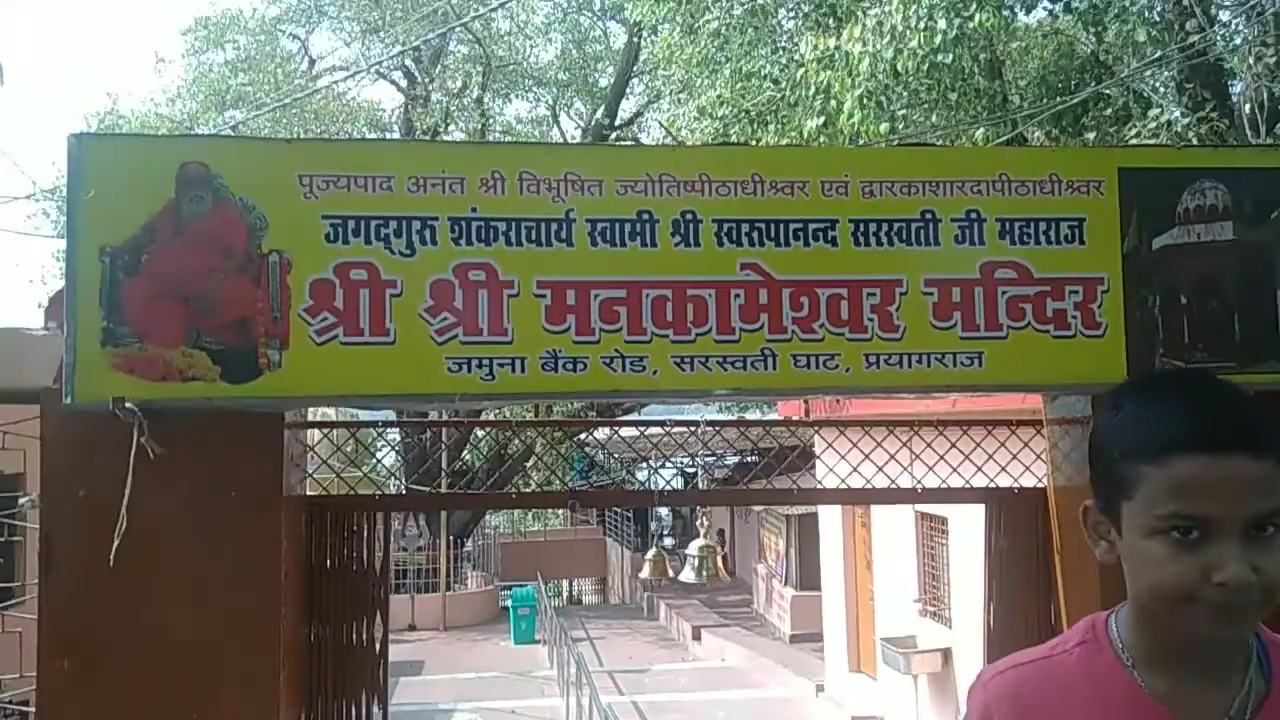 पूज्यपाद अनंत श्री विभूषित ज्योतिष्पीठाधीश्वर एवं द्वारकाशारदापीठाधीश्वर
जगद्गुरु शंकराचार्य स्वामी श्री स्वरुपानन्द सरस्वती जी महाराज
श्री श्री मनकामेश्वर मन्दिर
जमुना बैंक रोड, सरस्वती घाट, प्रयागराज